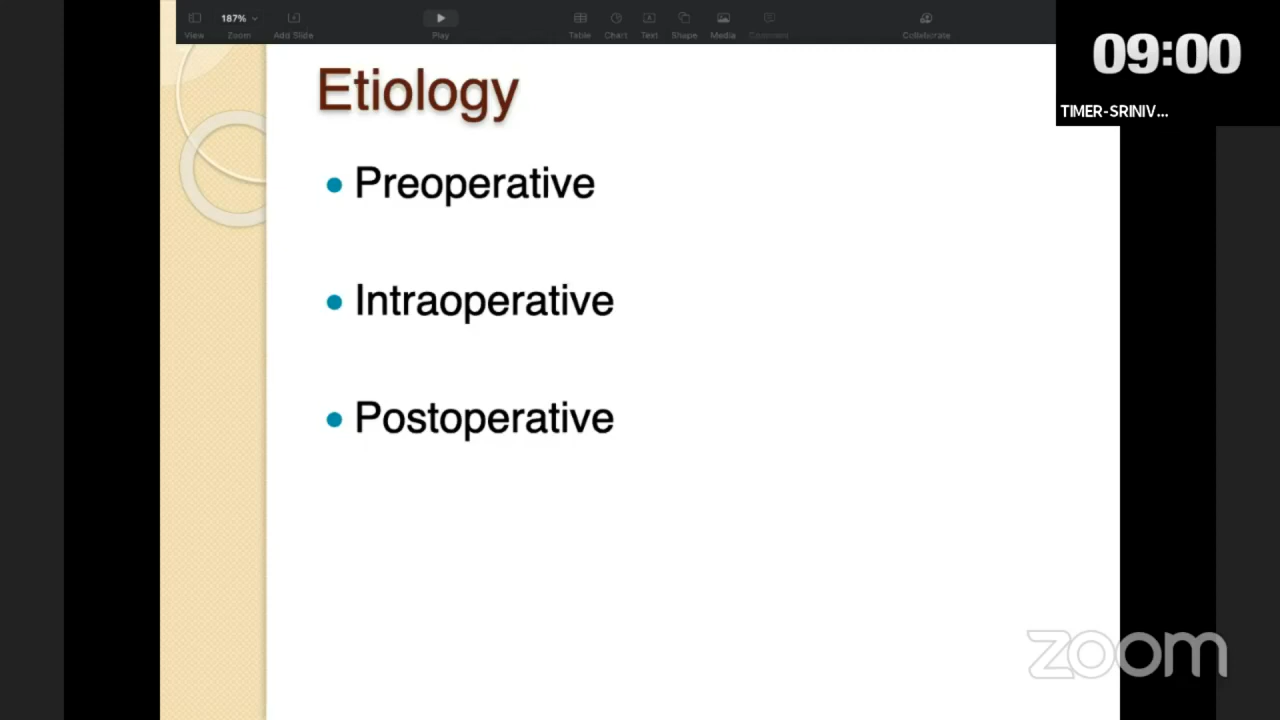 187%
View
Zoom
Add Slide
Play
Table
Chart
Text
Shape
Media
Comment
Collaborate
09:00
TIMER-SRINIV...
Etiology
• Preoperative
• Intraoperative
• Postoperative
zoom